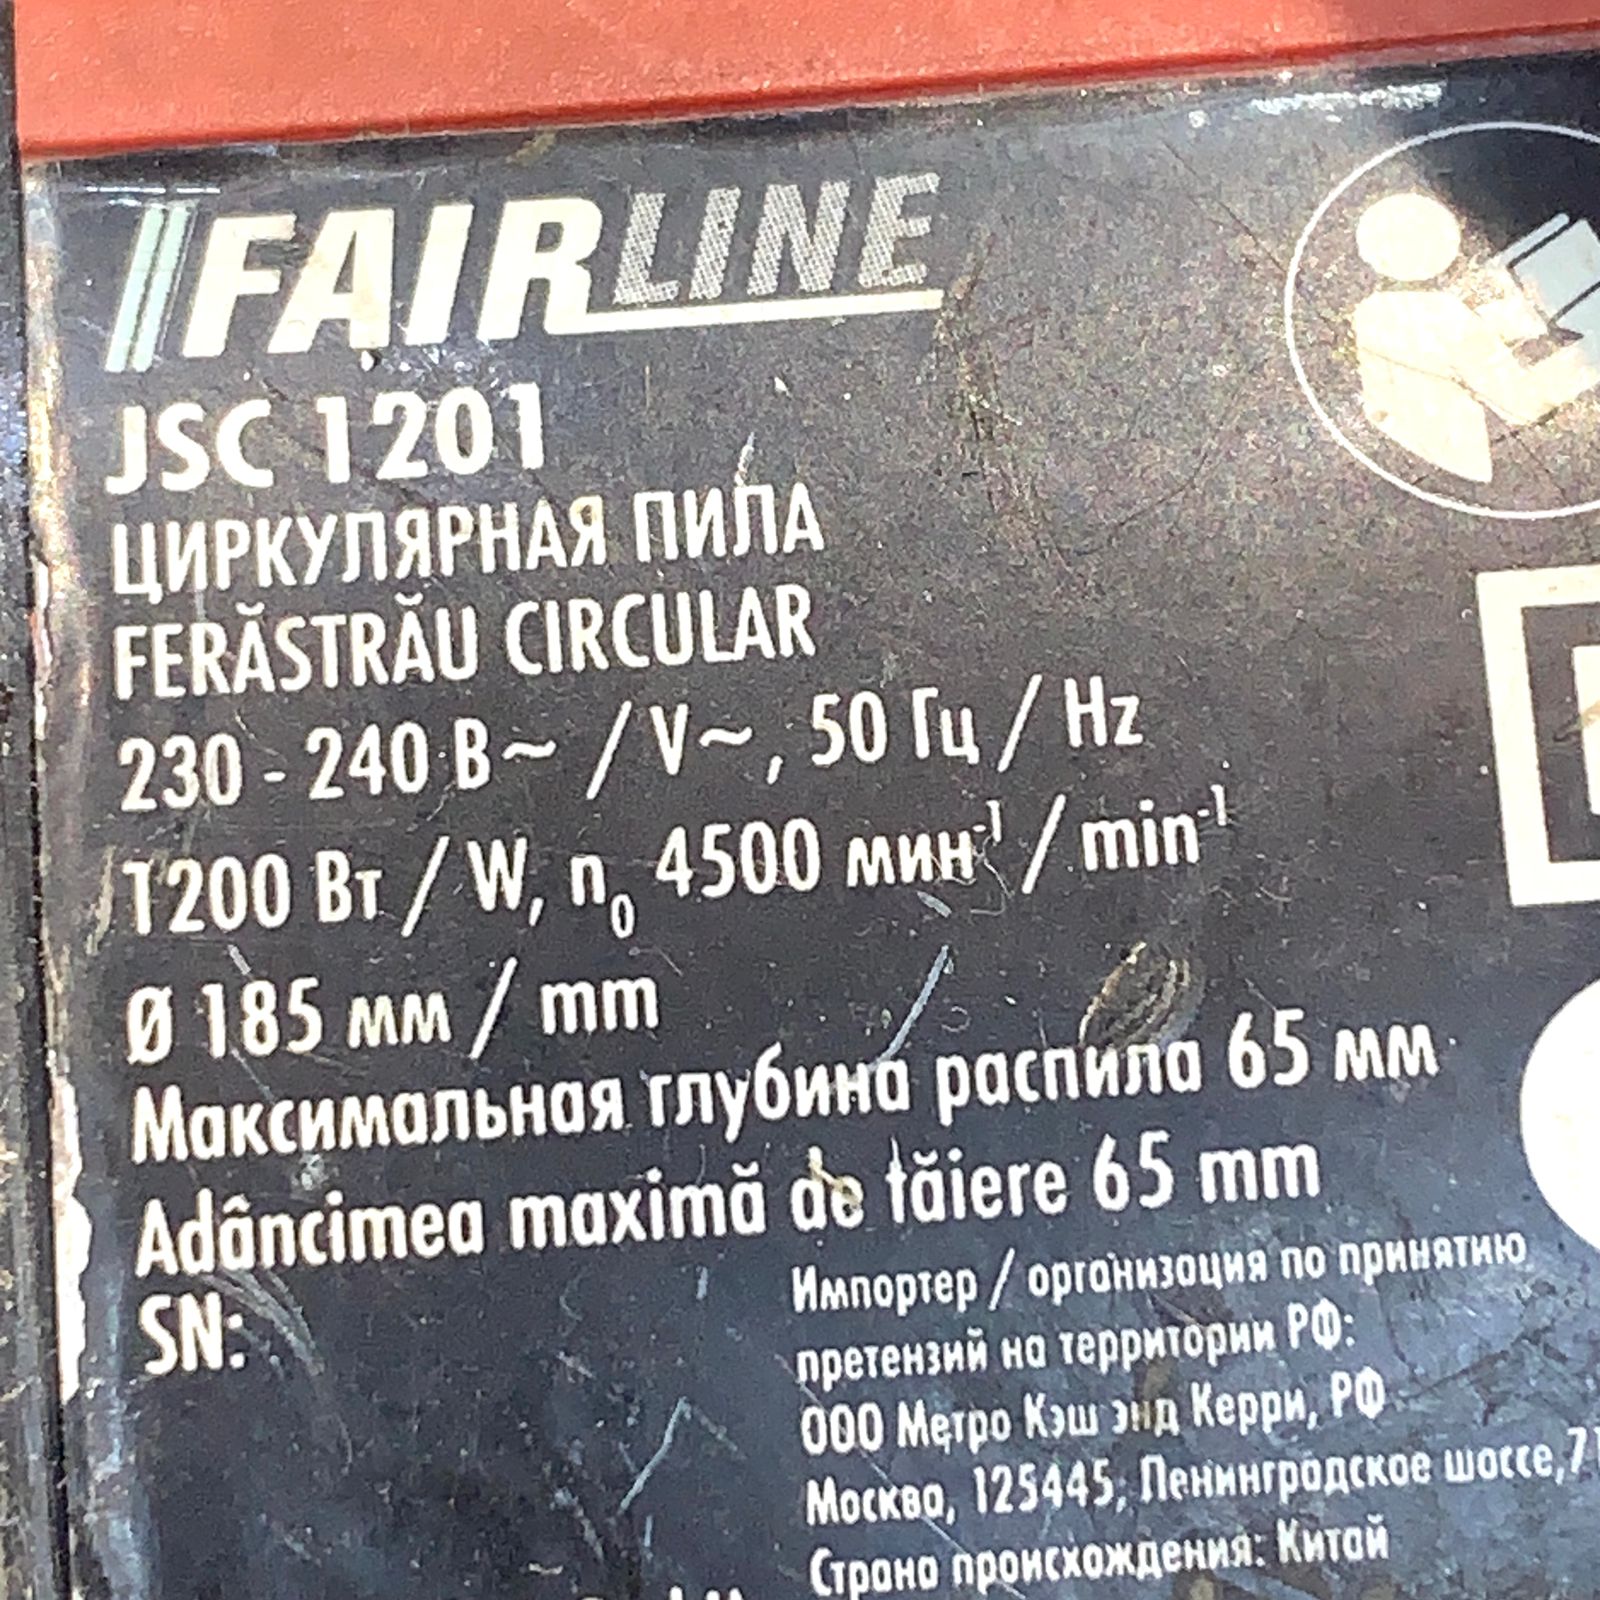 FAIRLINE
JSC 1201
ЦИРКУЛЯРНАЯ ПИЛА
FERĂSTRĂU CIRCULAR
230 - 240 В~ / V~, 50 Гц / Hz
1200 Вт / W, n₀ 4500 мин⁻¹ / min⁻¹
Ø 185 мм / mm
Максимальная глубина распила 65 мм
Adâncimea maximă de tăiere 65 mm
SN:
Импортер / организация по принятию
претензий на территории РФ:
ООО Метро Кэш энд Керри, РФ
Москва, 125445, Ленинградское шоссе, 71
Страна происхождения: Китай